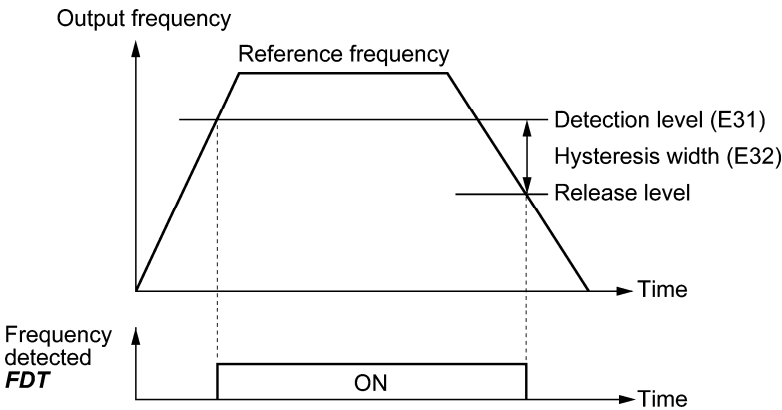 Output frequency
Reference frequency
Detection level (E31)
Hysteresis width (E32)
Release level
Time
Frequency
detected
FDT
ON
Time